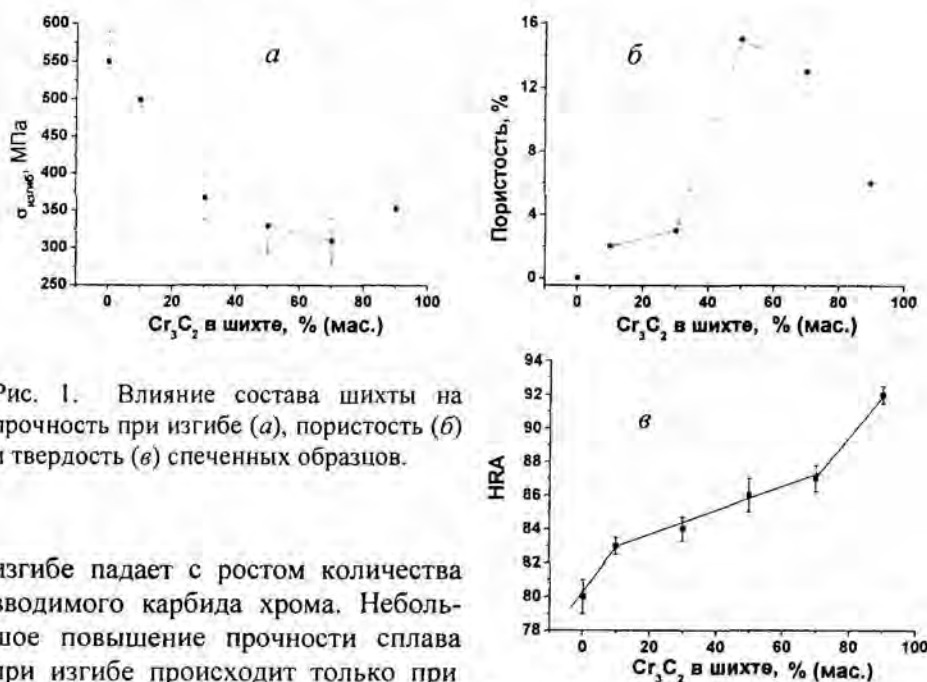 600
550
500
450
400
350
300
250
σизгиб, МПа
а
0 20 40 60 80 100
Cr₃C₂ в шихте, % (мас.)
16
12
8
4
0
Пористость, %
б
0 20 40 60 80 100
Cr₃C₂ в шихте, % (мас.)
Рис. 1. Влияние состава шихты на
прочность при изгибе (а), пористость (б)
и твердость (в) спеченных образцов.
94
92
90
88
86
84
82
80
78
HRA
в
0 20 40 60 80 100
Cr₃C₂ в шихте, % (мас.)
изгибе падает с ростом количества
вводимого карбида хрома. Неболь-
шое повышение прочности сплава
при изгибе происходит только при